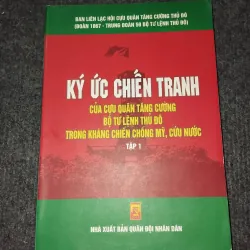 BAN LIÊN LẠC HỘI CỰU QUÂN TĂNG CƯỜNG THỦ ĐÔ
(ĐOÀN 1867 - TRUNG ĐOÀN 59 BỘ TƯ LỆNH THỦ ĐÔ)
KÝ ỨC CHIẾN TRANH
CỦA CỰU QUÂN TĂNG CƯỜNG
BỘ TƯ LỆNH THỦ ĐÔ
TRONG KHÁNG CHIẾN CHỐNG MỸ, CỨU NƯỚC
TẬP 1
NHÀ XUẤT BẢN QUÂN ĐỘI NHÂN DÂN